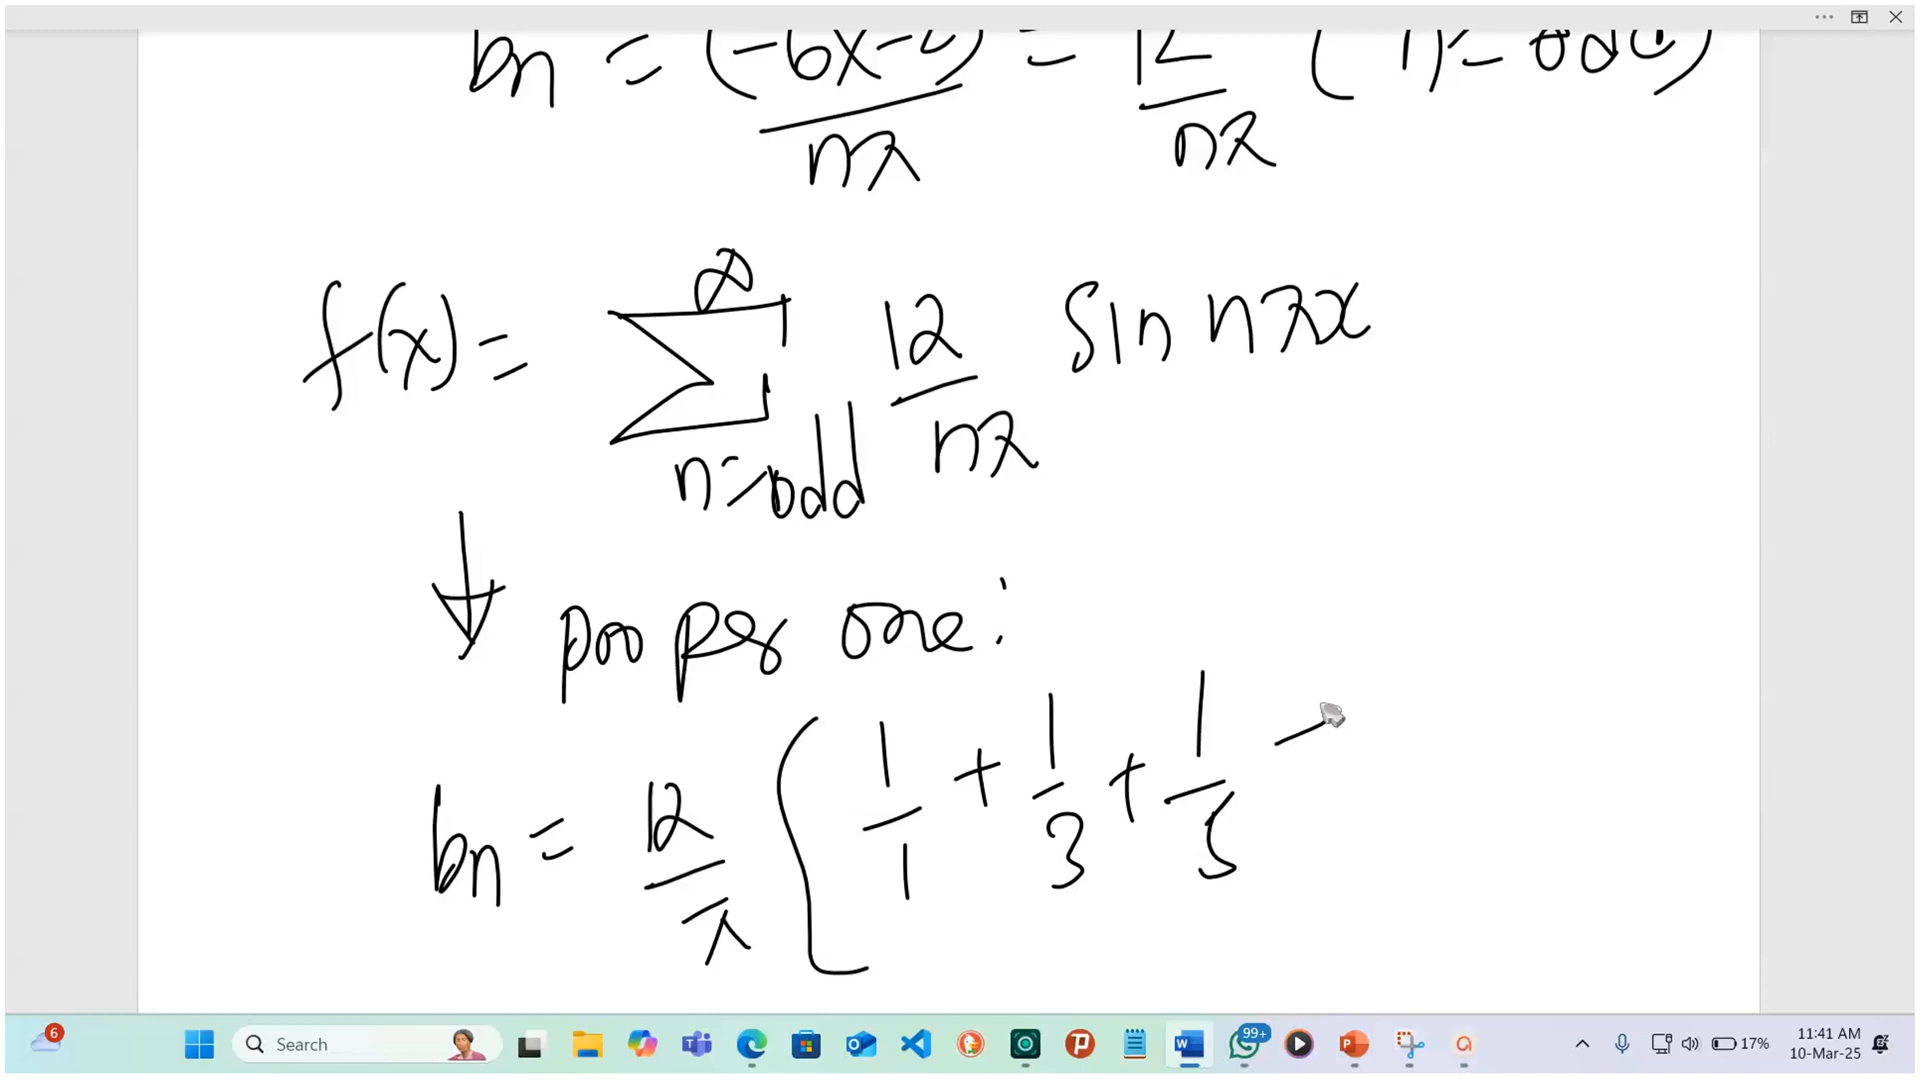 bn = (-6x-2)/nπ = 12/nπ (n = odd)
f(x) = ∑ ∞ n=odd 12/nπ sin nπx
proper one:
bn = 12/π [ 1/1 + 1/3 + 1/5 –
6
Search
99+
17%
11:41 AM
10-Mar-25